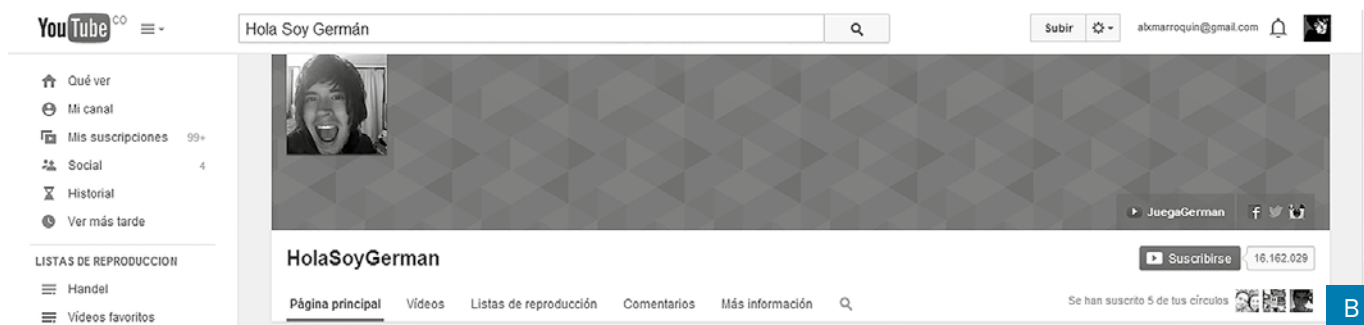 YouTube CO
Hola Soy Germán
Subir
alxmarroquin@gmail.com
Qué ver
Mi canal
Mis suscripciones 99+
Social 4
Historial
Ver más tarde
LISTAS DE REPRODUCCION
Handel
Vídeos favoritos
JuegaGerman
HolaSoyGerman
Suscribirse 16.162.029
Página principal Vídeos Listas de reproducción Comentarios Más información
Se han suscrito 5 de tus círculos
B